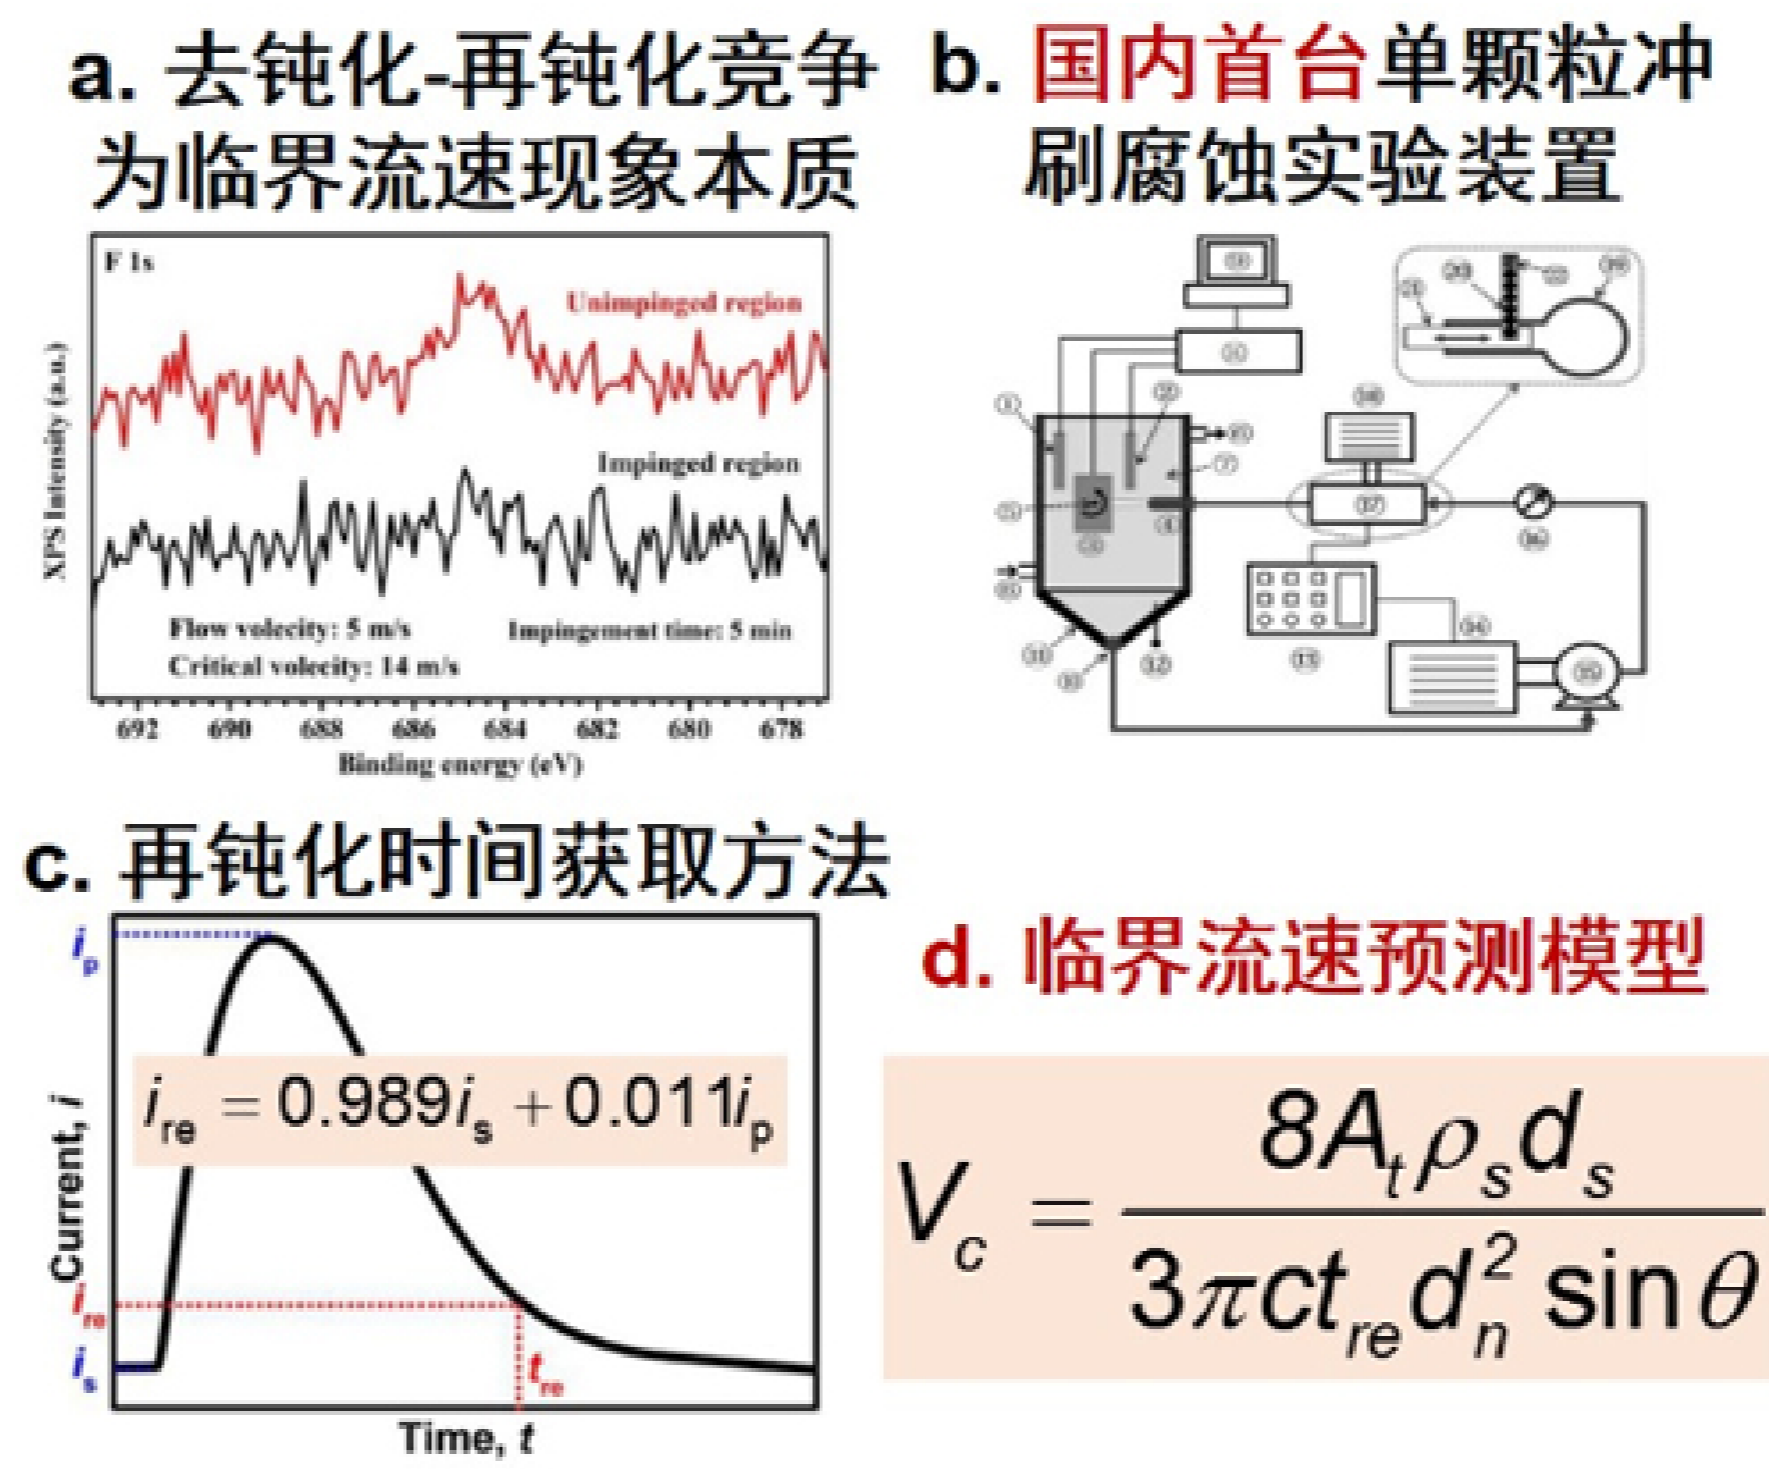 a. 去钝化-再钝化竞争
为临界流速现象本质
F 1s
Unimpinged region
Impinged region
Flow volecity: 5 m/s
Impingement time: 5 min
Critical volecity: 14 m/s
XPS Intensity (a.u.)
692 690 688 686 684 682 680 678
Binding energy (eV)
b. 国内首台单颗粒冲
刷腐蚀实验装置
c. 再钝化时间获取方法
i_p
i_re = 0.989i_s + 0.011i_p
Current, i
i_re
i_s
t_re
Time, t
d. 临界流速预测模型
V_c = 8A_tρ_sd_s / 3πct_red_n^2 sinθ